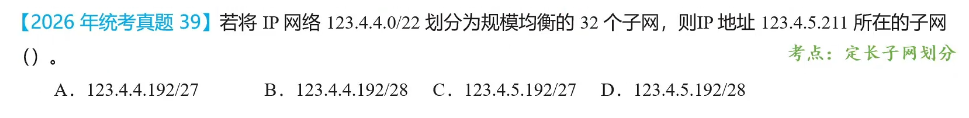 【2026 年统考真题 39】若将 IP 网络 123.4.4.0/22 划分为规模均衡的 32 个子网，则IP 地址 123.4.5.211 所在的子网
（）。
考点：定长子网划分
A．123.4.4.192/27 B．123.4.4.192/28 C．123.4.5.192/27 D．123.4.5.192/28